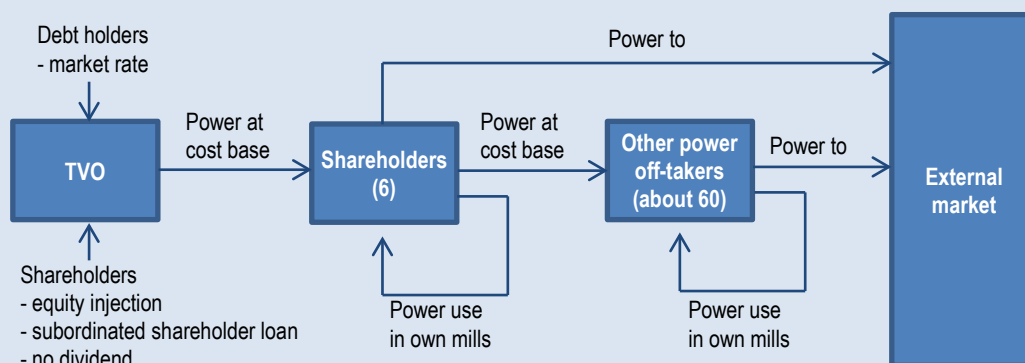 Debt holders
- market rate
TVO
Shareholders
- equity injection
- subordinated shareholder loan
- no dividend
Power at
cost base
Shareholders
(6)
Power use
in own mills
Power at
cost base
Other power
off-takers
(about 60)
Power use
in own mills
Power to
Power to
External
market